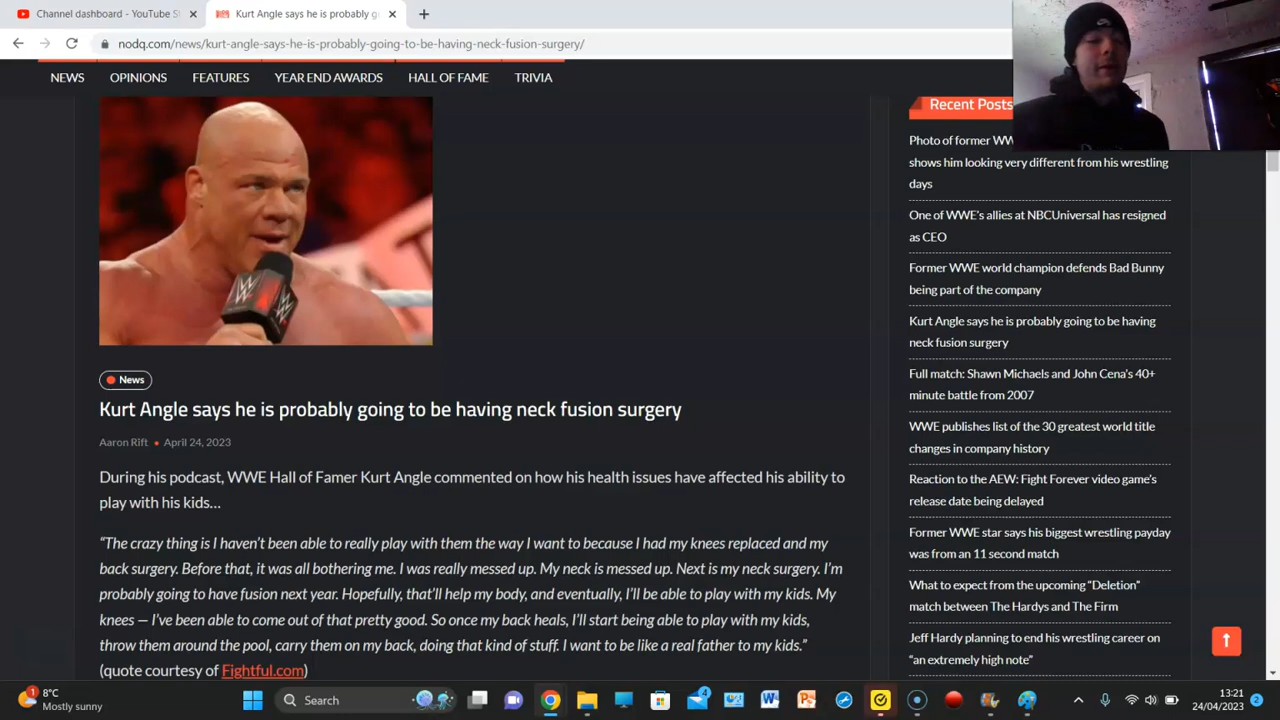 Channel dashboard - YouTube S
Kurt Angle says he is probably g
nodq.com/news/kurt-angle-says-he-is-probably-going-to-be-having-neck-fusion-surgery/
NEWS OPINIONS FEATURES YEAR END AWARDS HALL OF FAME TRIVIA
News
Kurt Angle says he is probably going to be having neck fusion surgery
Aaron Rift • April 24, 2023
During his podcast, WWE Hall of Famer Kurt Angle commented on how his health issues have affected his ability to
play with his kids…
“The crazy thing is I haven’t been able to really play with them the way I want to because I had my knees replaced and my
back surgery. Before that, it was all bothering me. I was really messed up. My neck is messed up. Next is my neck surgery. I’m
probably going to have fusion next year. Hopefully, that’ll help my body, and eventually, I’ll be able to play with my kids. My
knees — I’ve been able to come out of that pretty good. So once my back heals, I’ll start being able to play with my kids,
throw them around the pool, carry them on my back, doing that kind of stuff. I want to be like a real father to my kids.”
(quote courtesy of Fightful.com)
Recent Posts
Photo of former WW
shows him looking very different from his wrestling
days
One of WWE’s allies at NBCUniversal has resigned
as CEO
Former WWE world champion defends Bad Bunny
being part of the company
Kurt Angle says he is probably going to be having
neck fusion surgery
Full match: Shawn Michaels and John Cena’s 40+
minute battle from 2007
WWE publishes list of the 30 greatest world title
changes in company history
Reaction to the AEW: Fight Forever video game’s
release date being delayed
Former WWE star says his biggest wrestling payday
was from an 11 second match
What to expect from the upcoming “Deletion”
match between The Hardys and The Firm
Jeff Hardy planning to end his wrestling career on
“an extremely high note”
1
8°C
Mostly sunny
Search
4
13:21
24/04/2023
2